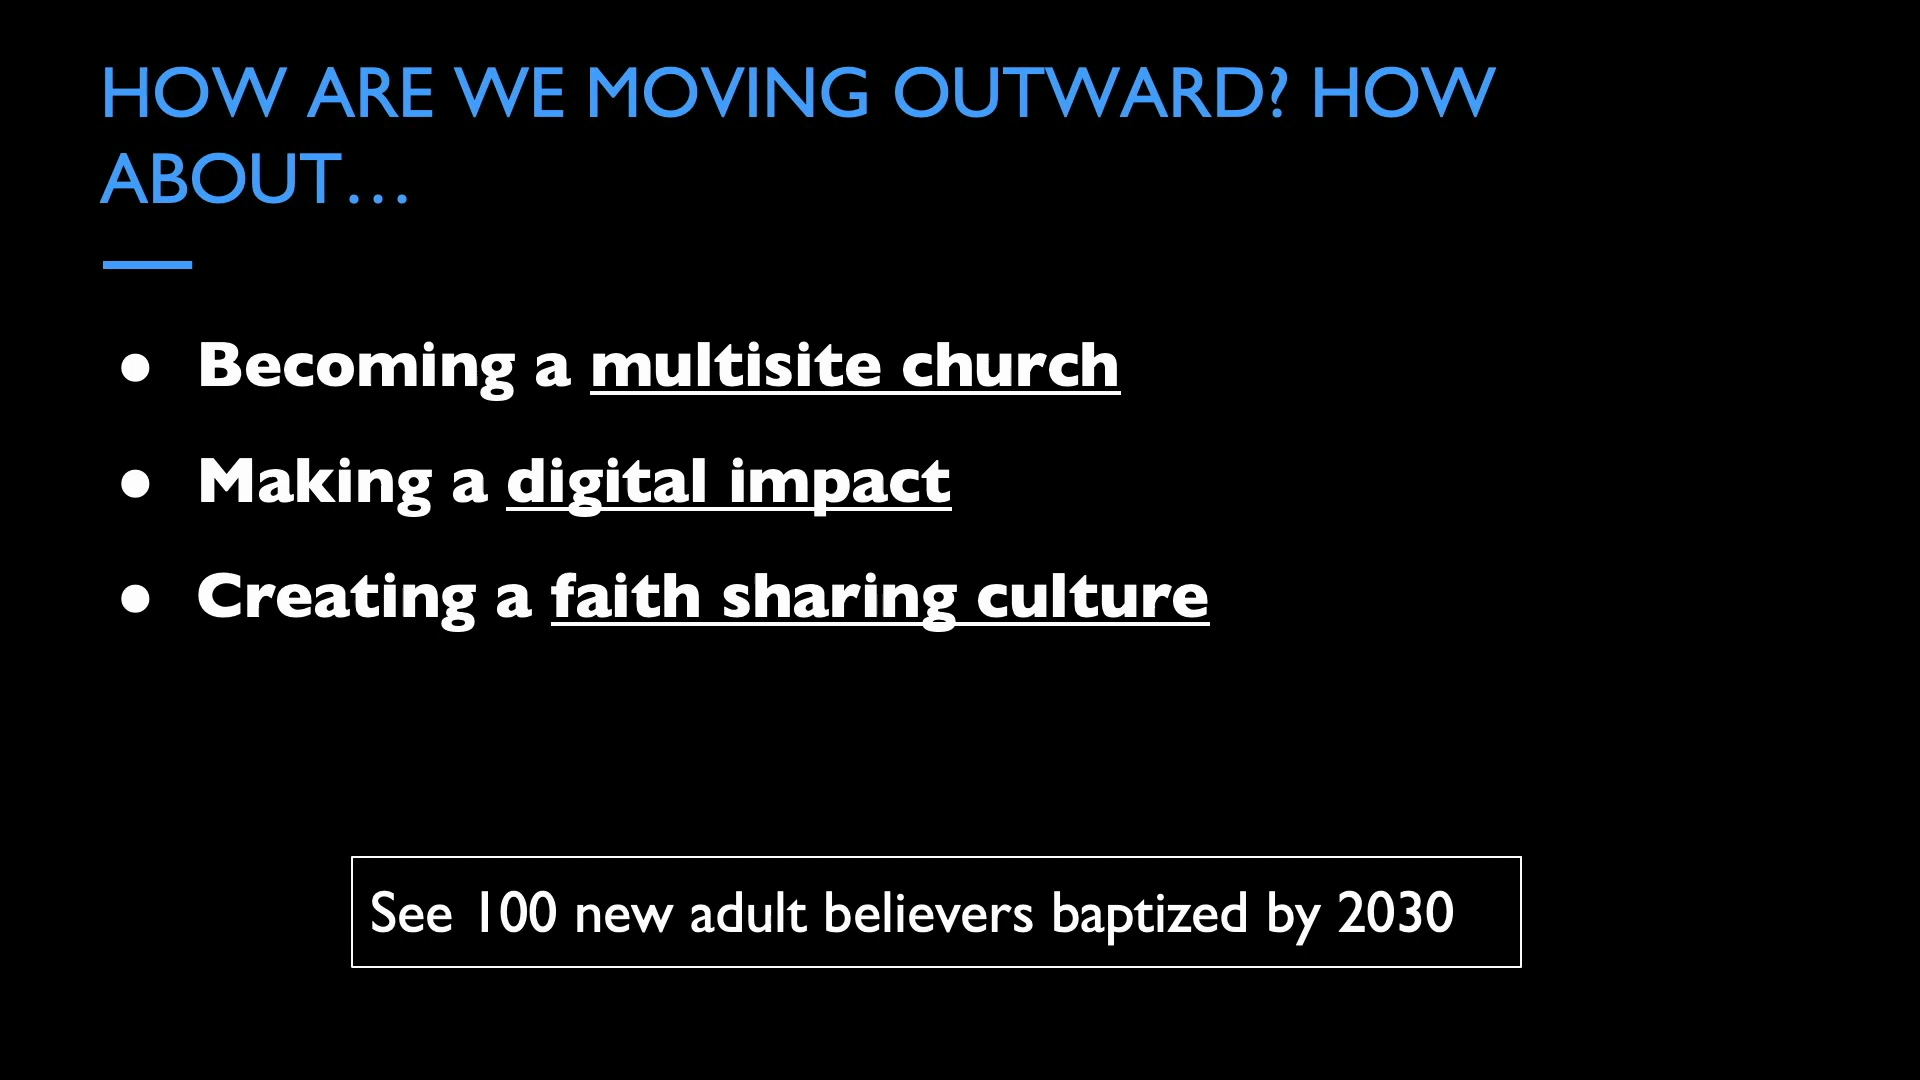 HOW ARE WE MOVING OUTWARD? HOW
ABOUT…
● Becoming a multisite church
● Making a digital impact
● Creating a faith sharing culture
See 100 new adult believers baptized by 2030